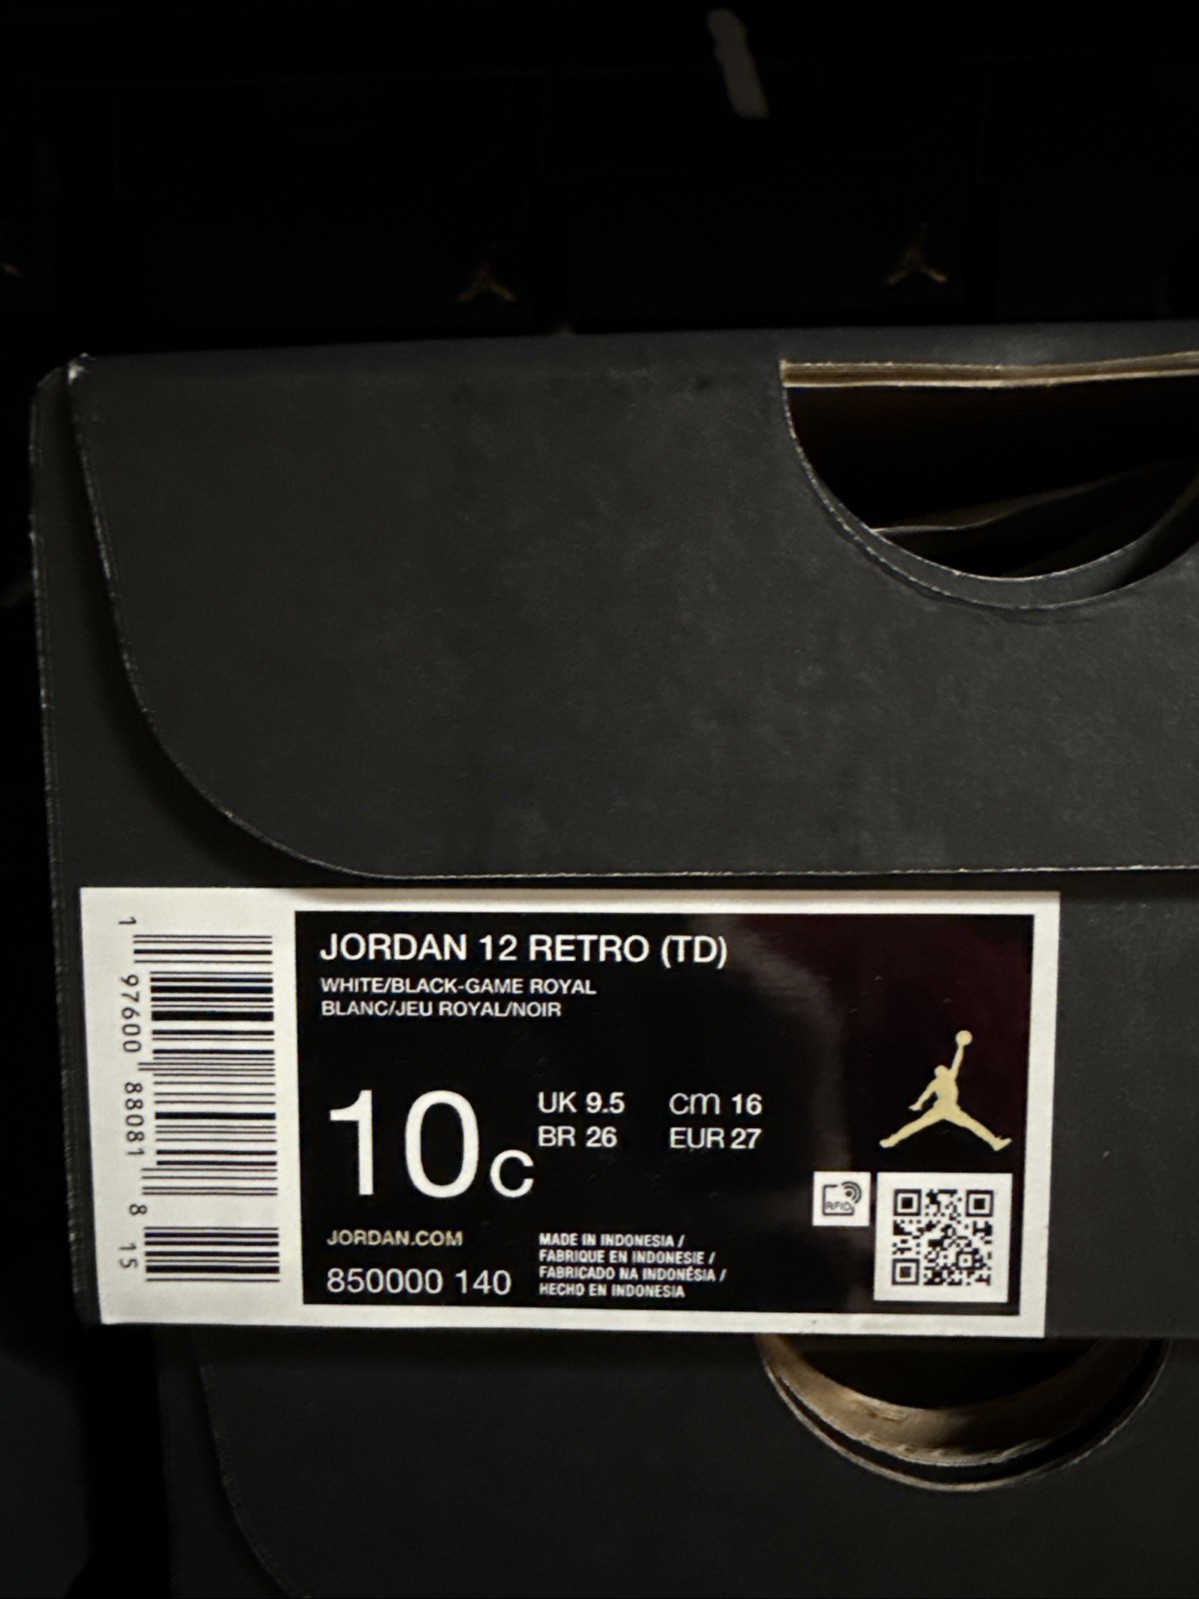 1 97600 88081 8 15
JORDAN 12 RETRO (TD)
WHITE/BLACK-GAME ROYAL
BLANC/JEU ROYAL/NOIR
10c
UK 9.5 cm 16
BR 26 EUR 27
RFID
JORDAN.COM
850000 140
MADE IN INDONESIA /
FABRIQUE EN INDONESIE /
FABRICADO NA INDONÉSIA /
HECHO EN INDONESIA